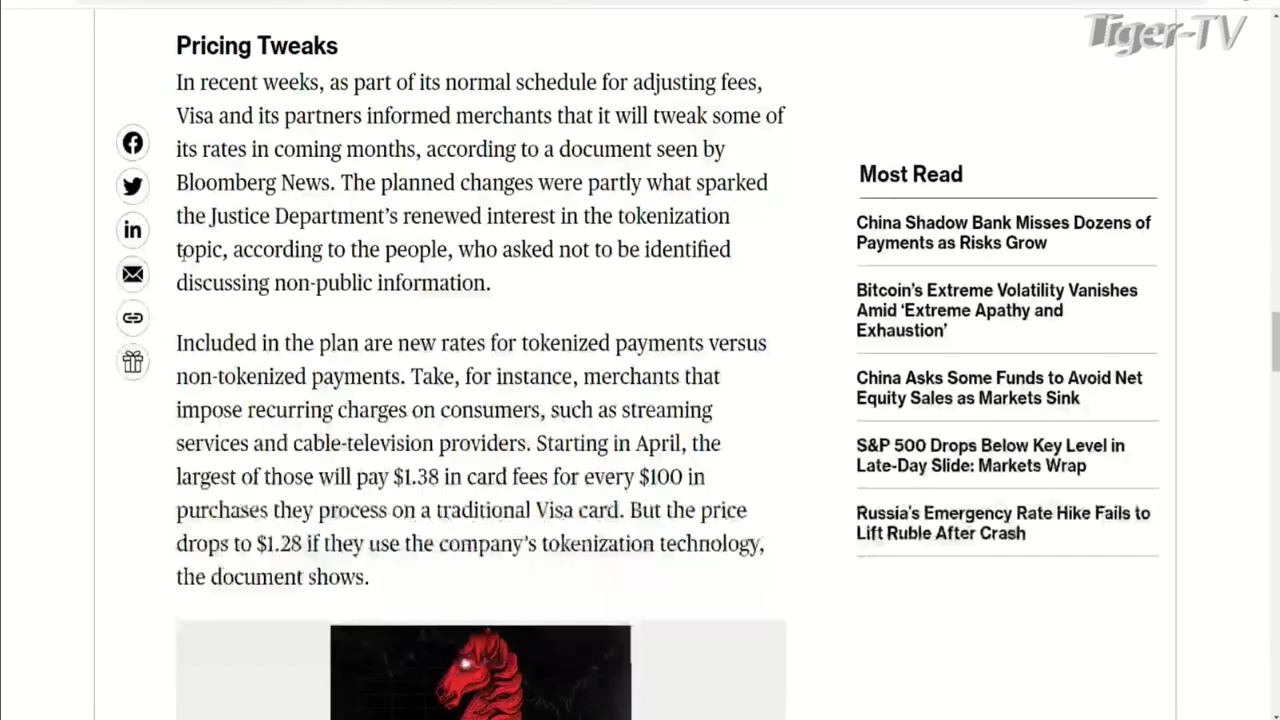 Tiger-TV
Pricing Tweaks
In recent weeks, as part of its normal schedule for adjusting fees,
Visa and its partners informed merchants that it will tweak some of
its rates in coming months, according to a document seen by
Bloomberg News. The planned changes were partly what sparked
the Justice Department's renewed interest in the tokenization
topic, according to the people, who asked not to be identified
discussing non-public information.
Included in the plan are new rates for tokenized payments versus
non-tokenized payments. Take, for instance, merchants that
impose recurring charges on consumers, such as streaming
services and cable-television providers. Starting in April, the
largest of those will pay $1.38 in card fees for every $100 in
purchases they process on a traditional Visa card. But the price
drops to $1.28 if they use the company's tokenization technology,
the document shows.
Most Read
China Shadow Bank Misses Dozens of
Payments as Risks Grow
Bitcoin's Extreme Volatility Vanishes
Amid 'Extreme Apathy and
Exhaustion'
China Asks Some Funds to Avoid Net
Equity Sales as Markets Sink
S&P 500 Drops Below Key Level in
Late-Day Slide: Markets Wrap
Russia's Emergency Rate Hike Fails to
Lift Ruble After Crash